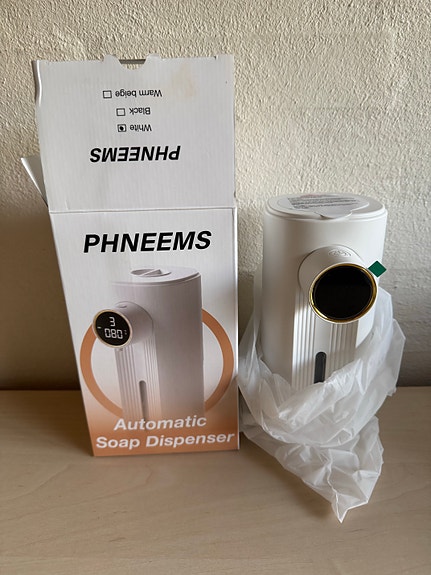 Warm beige
Black
White
PHNEEMS
PHNEEMS
3
080
Automatic
Soap Dispenser